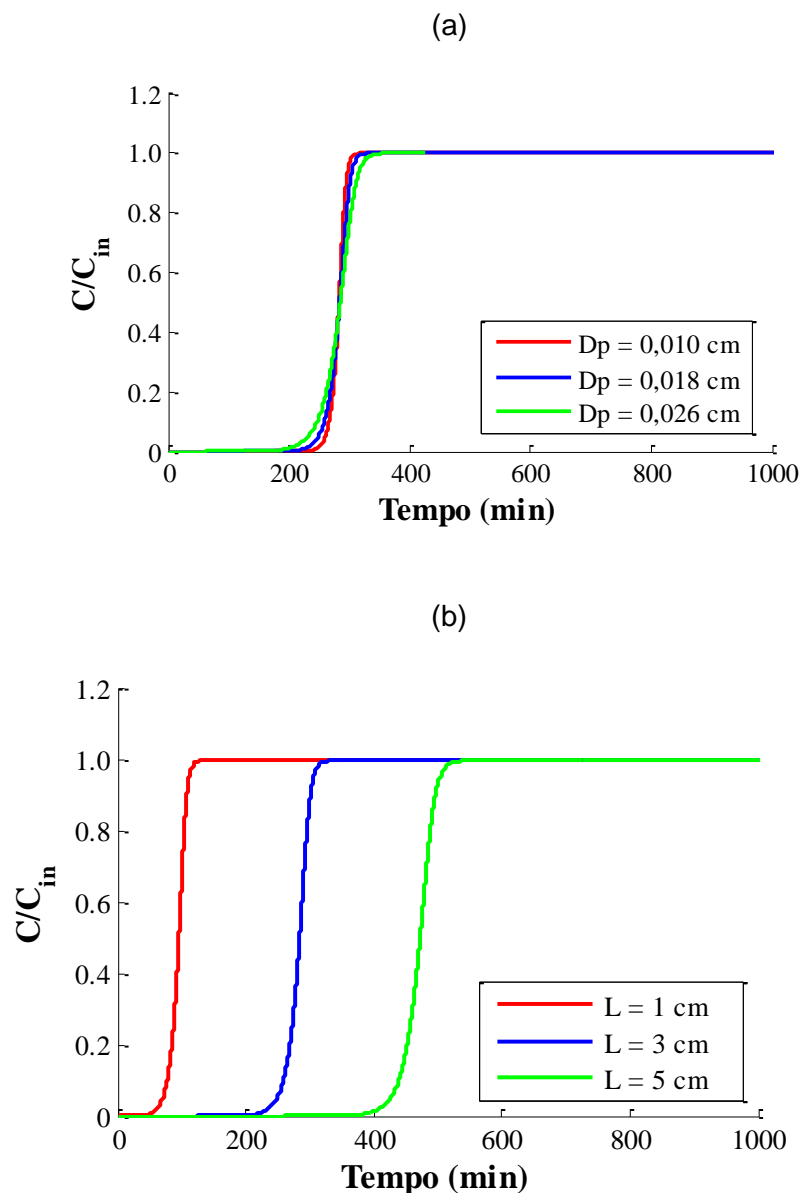 (a)
1.2
1.0
0.8
0.6
0.4
0.2
0
C/C_in
Dp = 0,010 cm
Dp = 0,018 cm
Dp = 0,026 cm
0 200 400 600 800 1000
Tempo (min)
(b)
1.2
1.0
0.8
0.6
0.4
0.2
0
C/C_in
L = 1 cm
L = 3 cm
L = 5 cm
0 200 400 600 800 1000
Tempo (min)